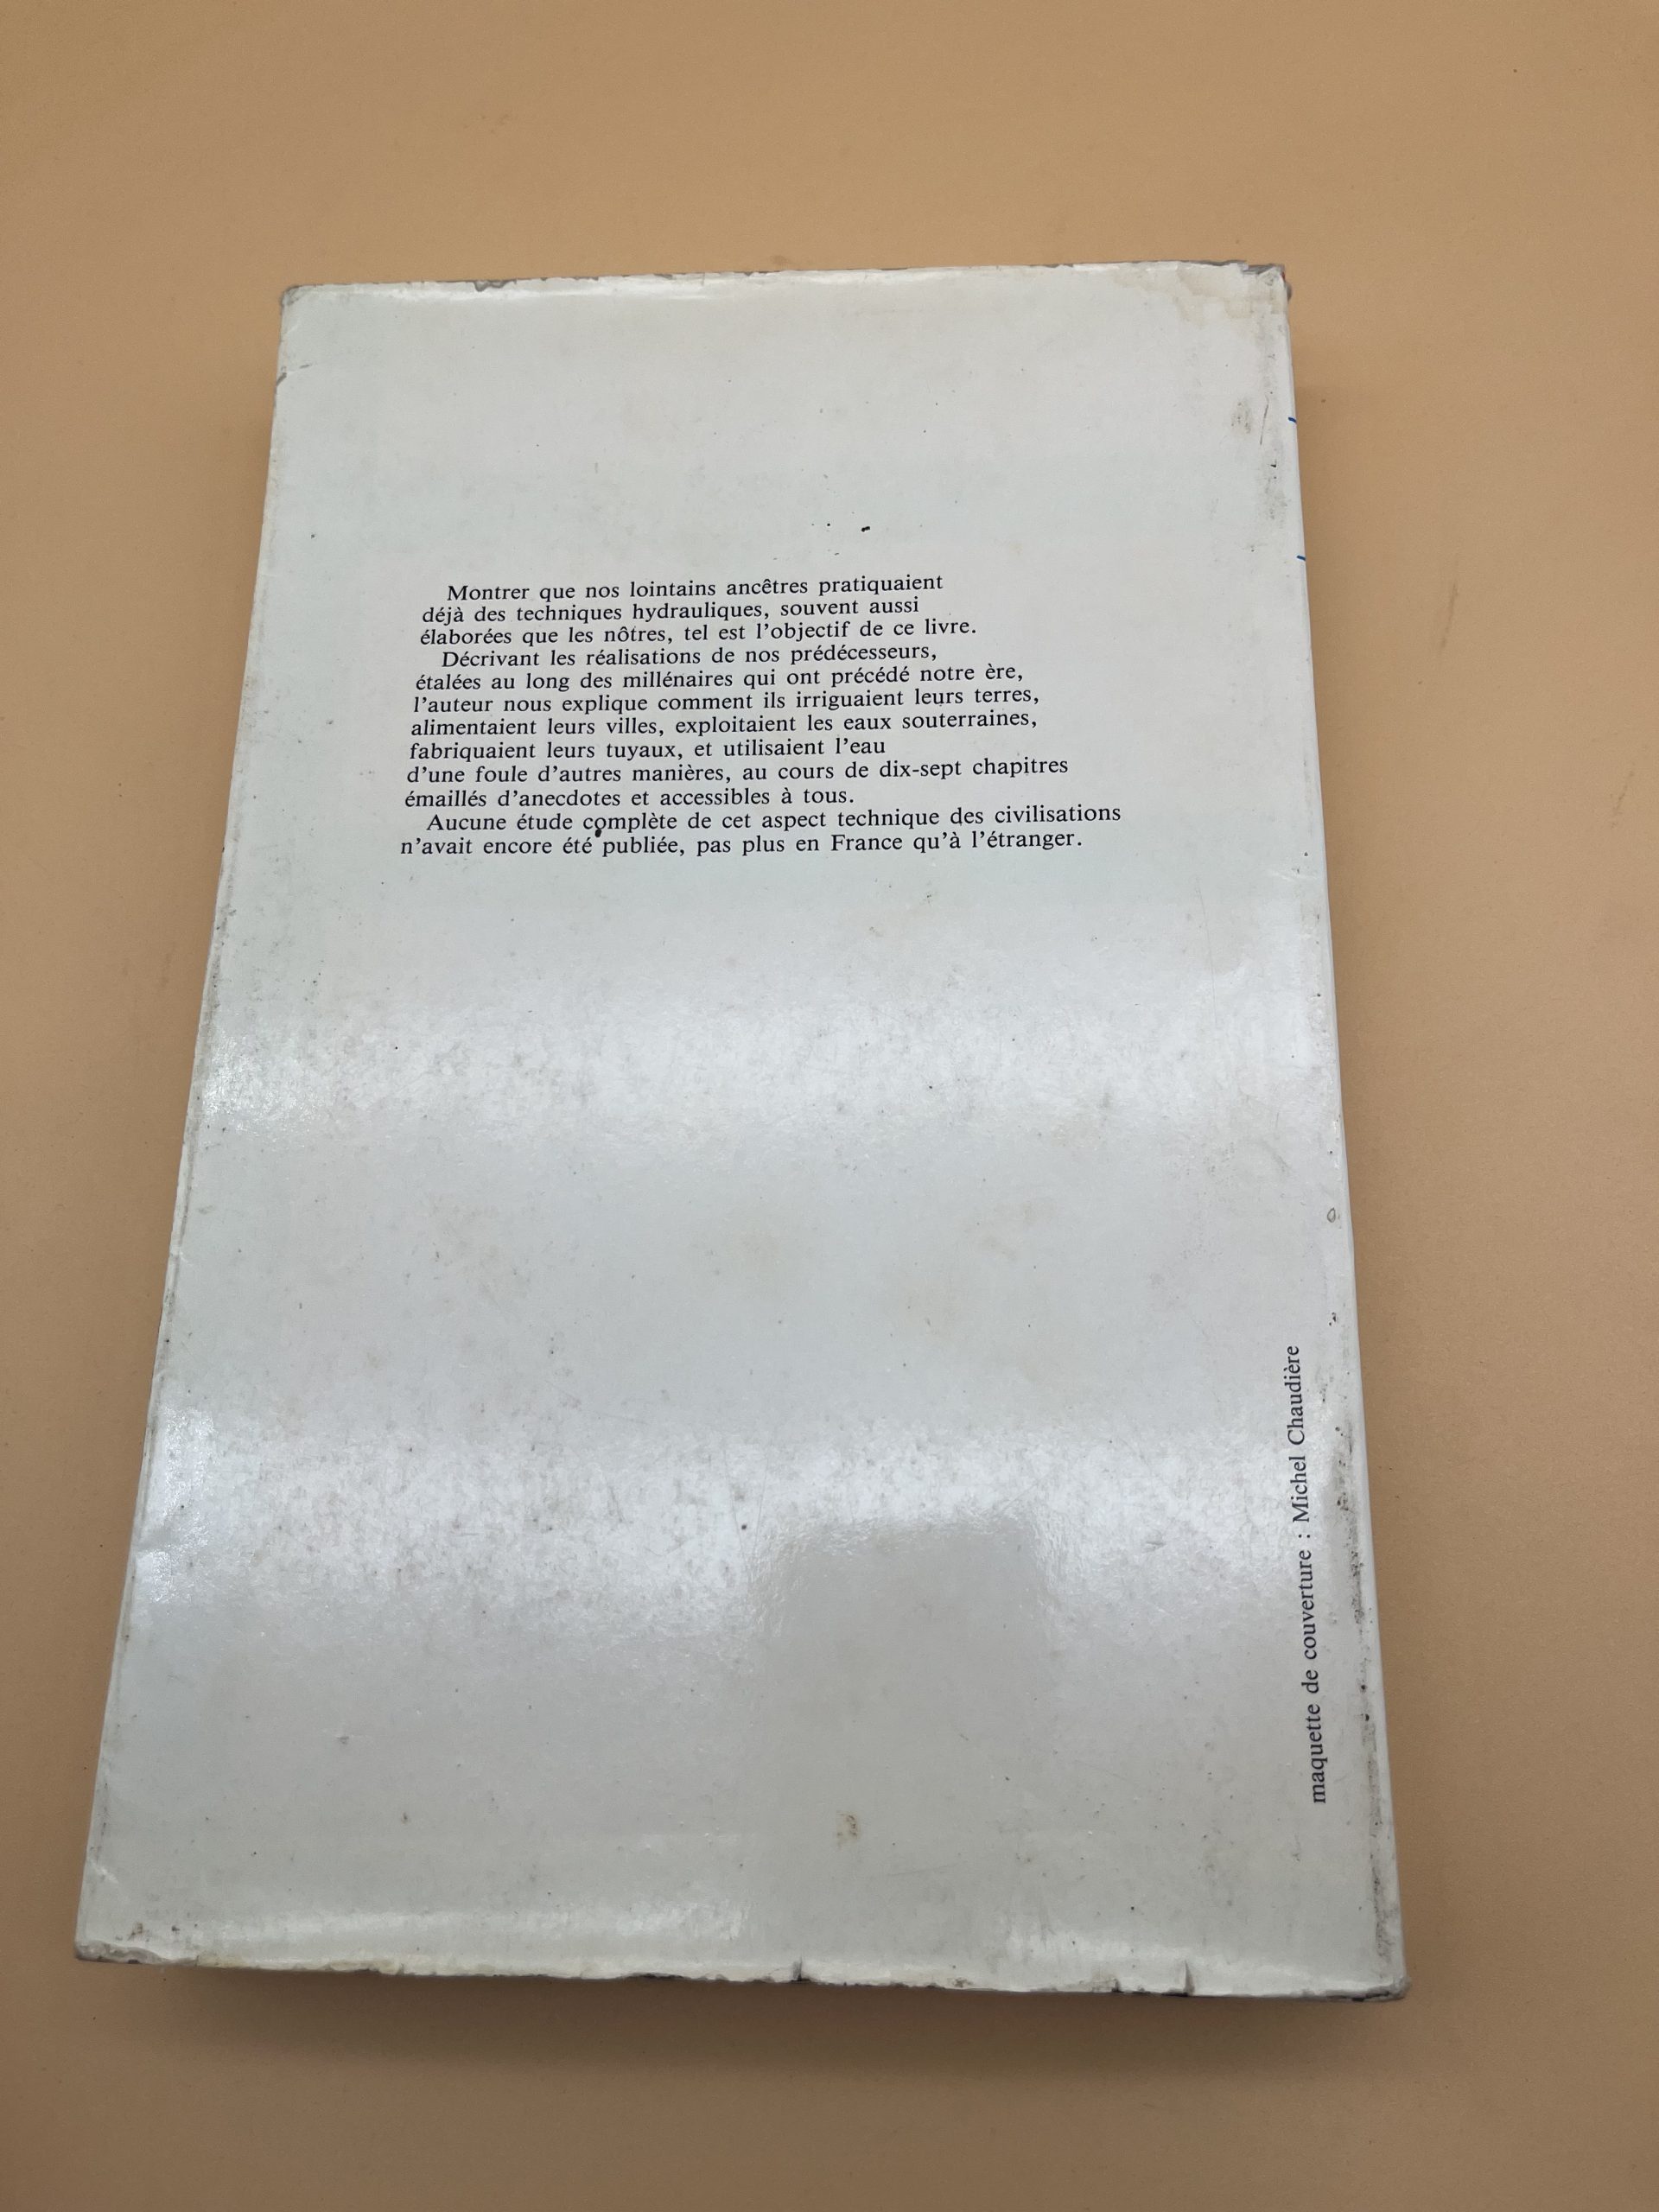 Montrer que nos lointains ancêtres pratiquaient
déjà des techniques hydrauliques, souvent aussi
élaborées que les nôtres, tel est l'objectif de ce livre.
Décrivant les réalisations de nos prédécesseurs,
étalées au long des millénaires qui ont précédé notre ère,
l'auteur nous explique comment ils irriguaient leurs terres,
alimentaient leurs villes, exploitaient les eaux souterraines,
fabriquaient leurs tuyaux, et utilisaient l'eau
d'une foule d'autres manières, au cours de dix-sept chapitres
émaillés d'anecdotes et accessibles à tous.
Aucune étude complète de cet aspect technique des civilisations
n'avait encore été publiée, pas plus en France qu'à l'étranger.
maquette de couverture : Michel Chaudière